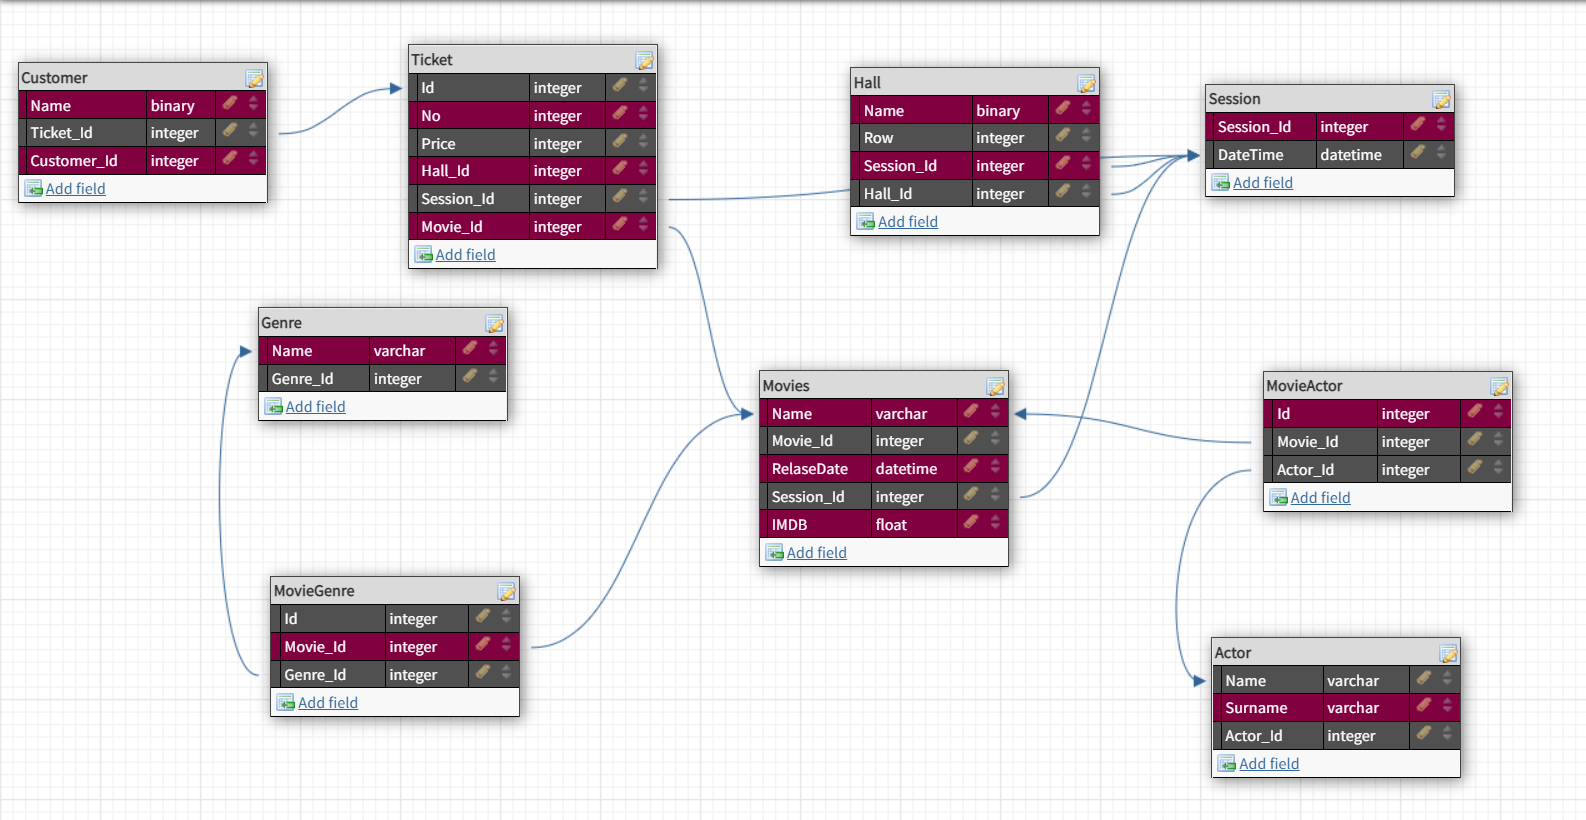 Customer
Name binary
Ticket_Id integer
Customer_Id integer
Add field
Ticket
Id integer
No integer
Price integer
Hall_Id integer
Session_Id integer
Movie_Id integer
Add field
Hall
Name binary
Row integer
Session_Id integer
Hall_Id integer
Add field
Session
Session_Id integer
DateTime datetime
Add field
Genre
Name varchar
Genre_Id integer
Add field
Movies
Name varchar
Movie_Id integer
RelaseDate datetime
Session_Id integer
IMDB float
Add field
MovieActor
Id integer
Movie_Id integer
Actor_Id integer
Add field
MovieGenre
Id integer
Movie_Id integer
Genre_Id integer
Add field
Actor
Name varchar
Surname varchar
Actor_Id integer
Add field